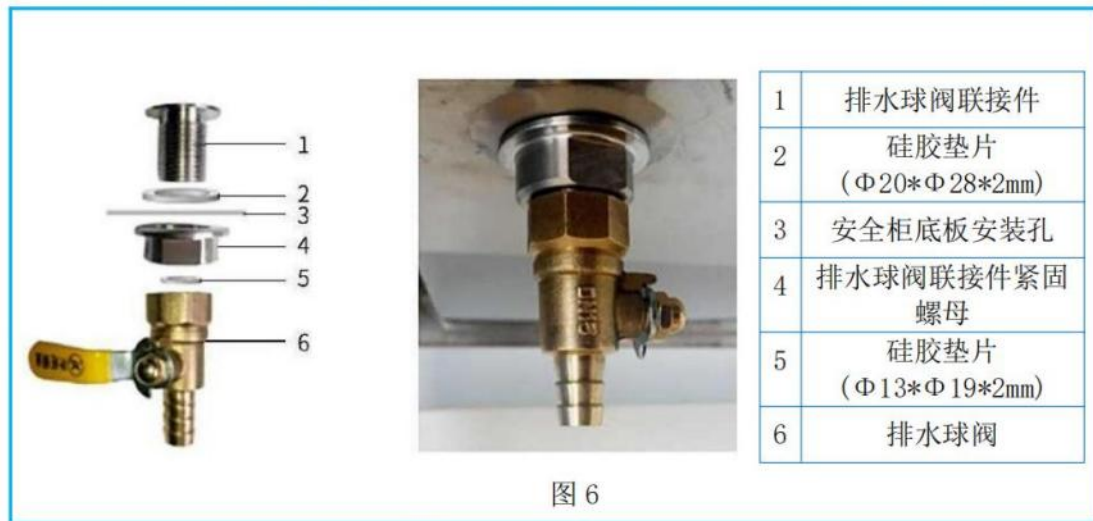 1
2
3
4
5
6
1 排水球阀联接件
2 硅胶垫片
(Φ20*Φ28*2mm)
3 安全柜底板安装孔
4 排水球阀联接件紧固
螺母
5 硅胶垫片
(Φ13*Φ19*2mm)
6 排水球阀
图 6